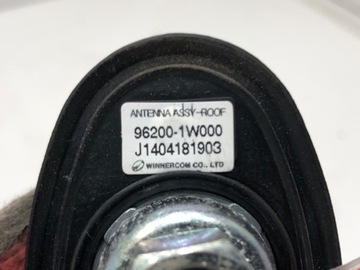 ANTENNA ASSY-ROOF
96200-1W000
J1404181903
WINNERCOM CO., LTD